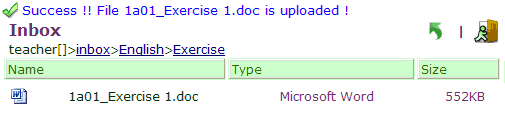 Success !! File 1a01_Exercise 1.doc is uploaded !
Inbox
teacher[]>inbox>English>Exercise
Name Type Size
1a01_Exercise 1.doc Microsoft Word 552KB